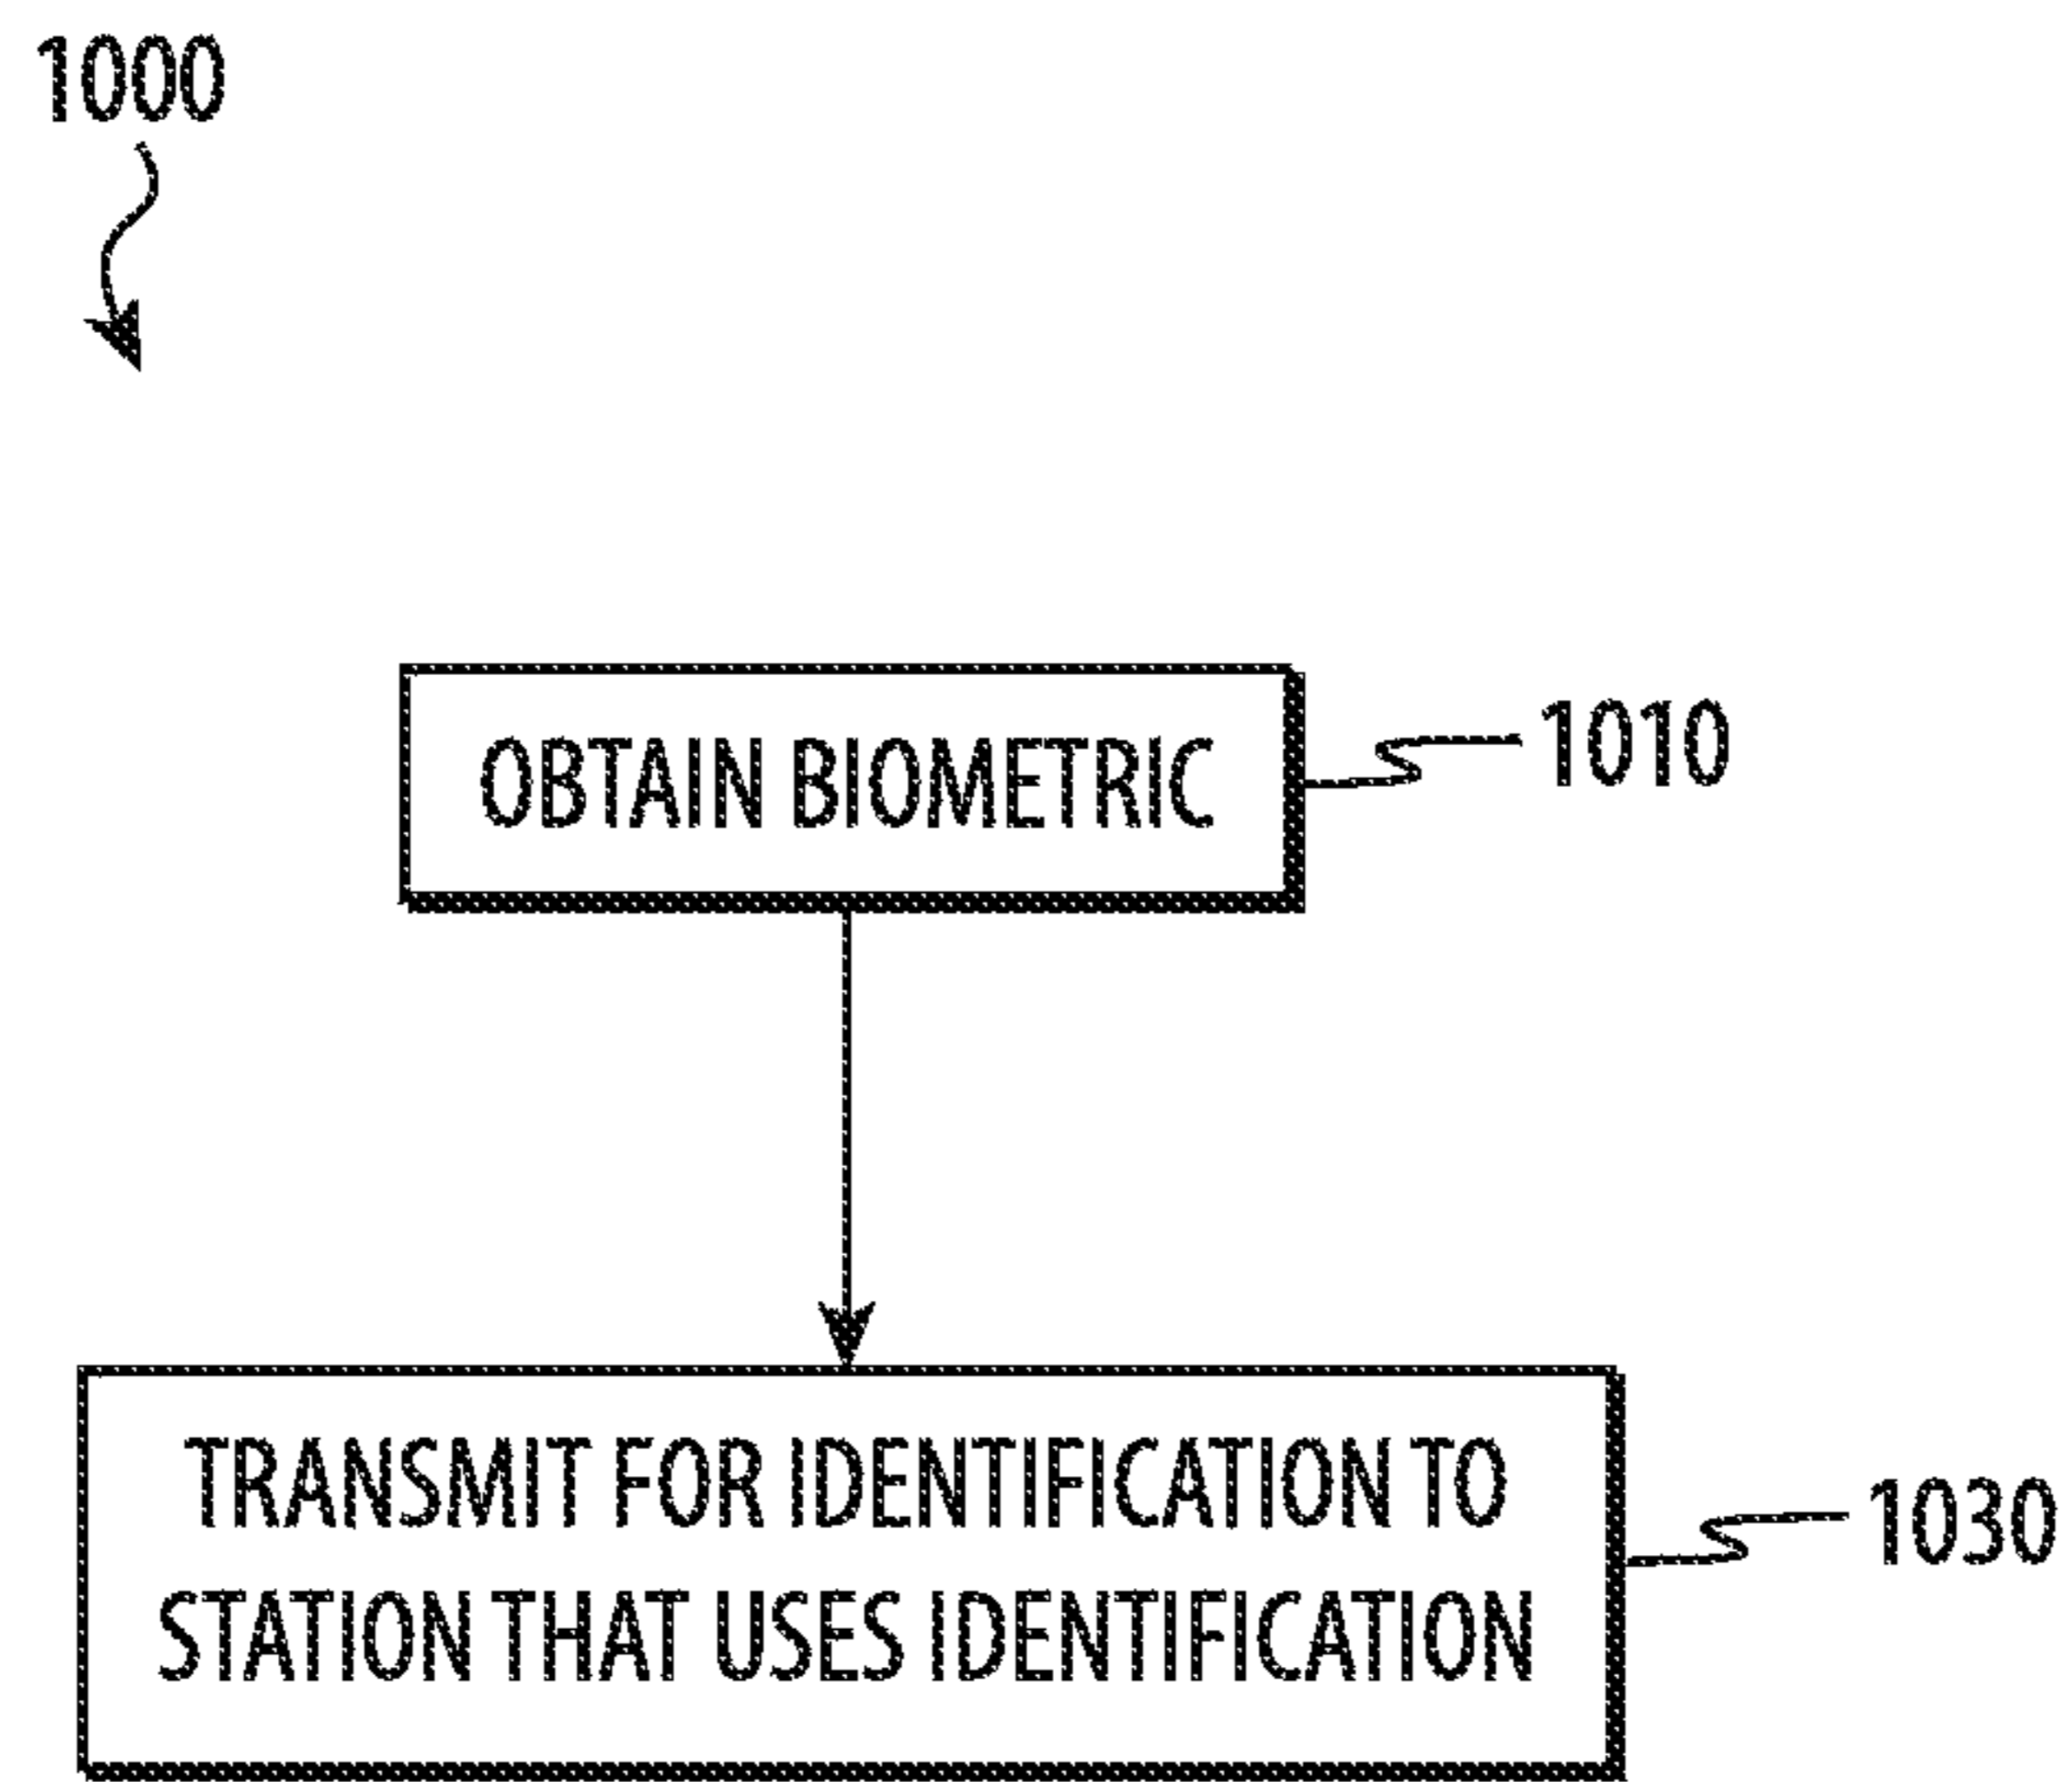 1000
OBTAIN BIOMETRIC
1010
TRANSMIT FOR IDENTIFICATION TO
STATION THAT USES IDENTIFICATION
1030